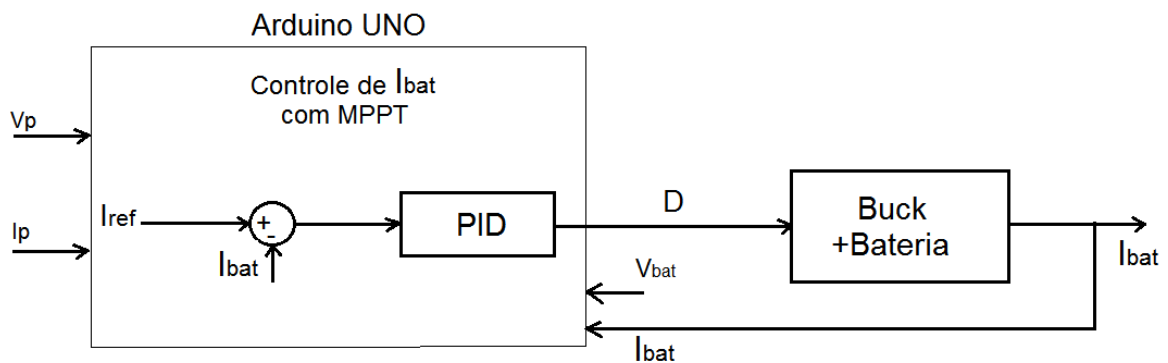 Arduino UNO
Controle de Ibat
com MPPT
Vp
Ip
Iref
+
-
Ibat
PID
D
Buck
+Bateria
Ibat
Vbat
Ibat